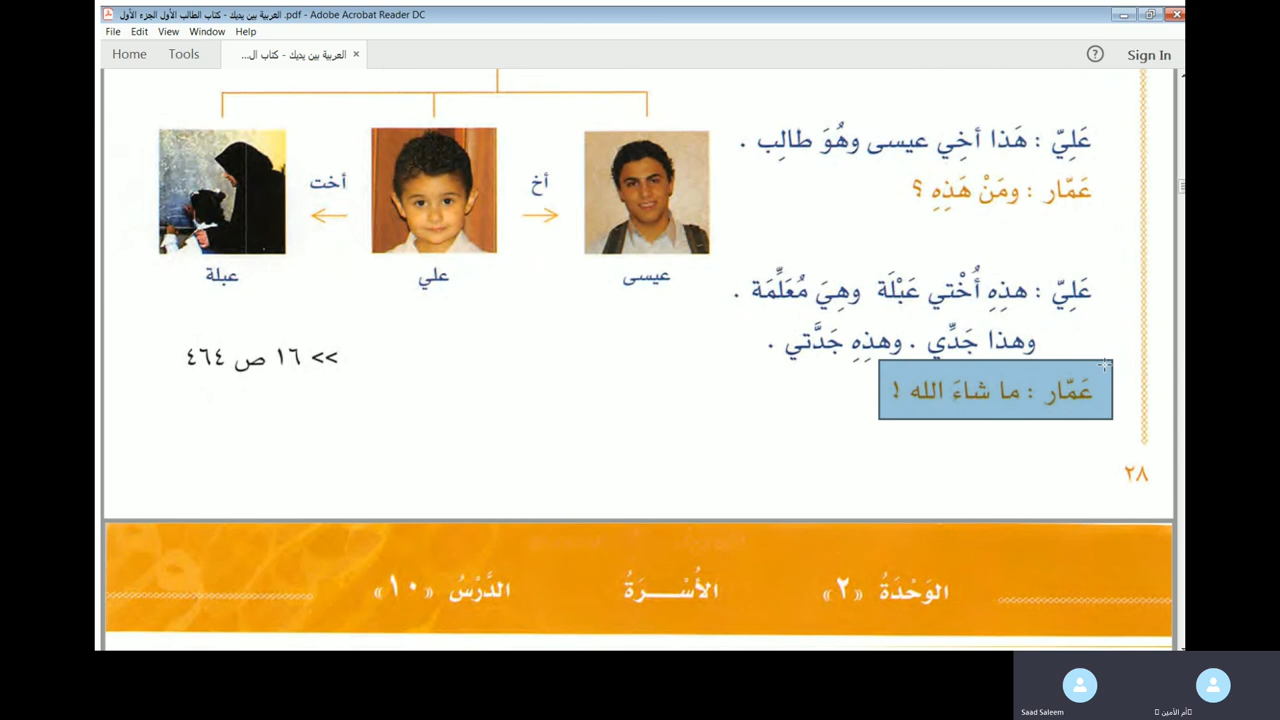 العربية بين يديك - كتاب الطالب الأول الجزء الأول.pdf - Adobe Acrobat Reader DC
File Edit View Window Help
Home Tools العربية بين يديك - كتاب ال... × ? Sign In
عَلِيّ : هَذا أخِي عيسى وهُوَ طالِب .
عَمّار : ومَنْ هَذِهِ ؟
أخ
أخت
عيسى
علي
عبلة
عَلِيّ : هذِهِ أُخْتي عَبْلَة وهِيَ مُعَلِّمَة .
وهذا جَدِّي . وهذِهِ جَدَّتي .
<< ١٦ ص ٤٦٤
عَمّار : ما شاءَ الله !
٢٨
الوَحْدَةُ «٢» الأُسْـــرَةُ الدَّرْسُ «١٠»
Saad Saleem
أم الأمين